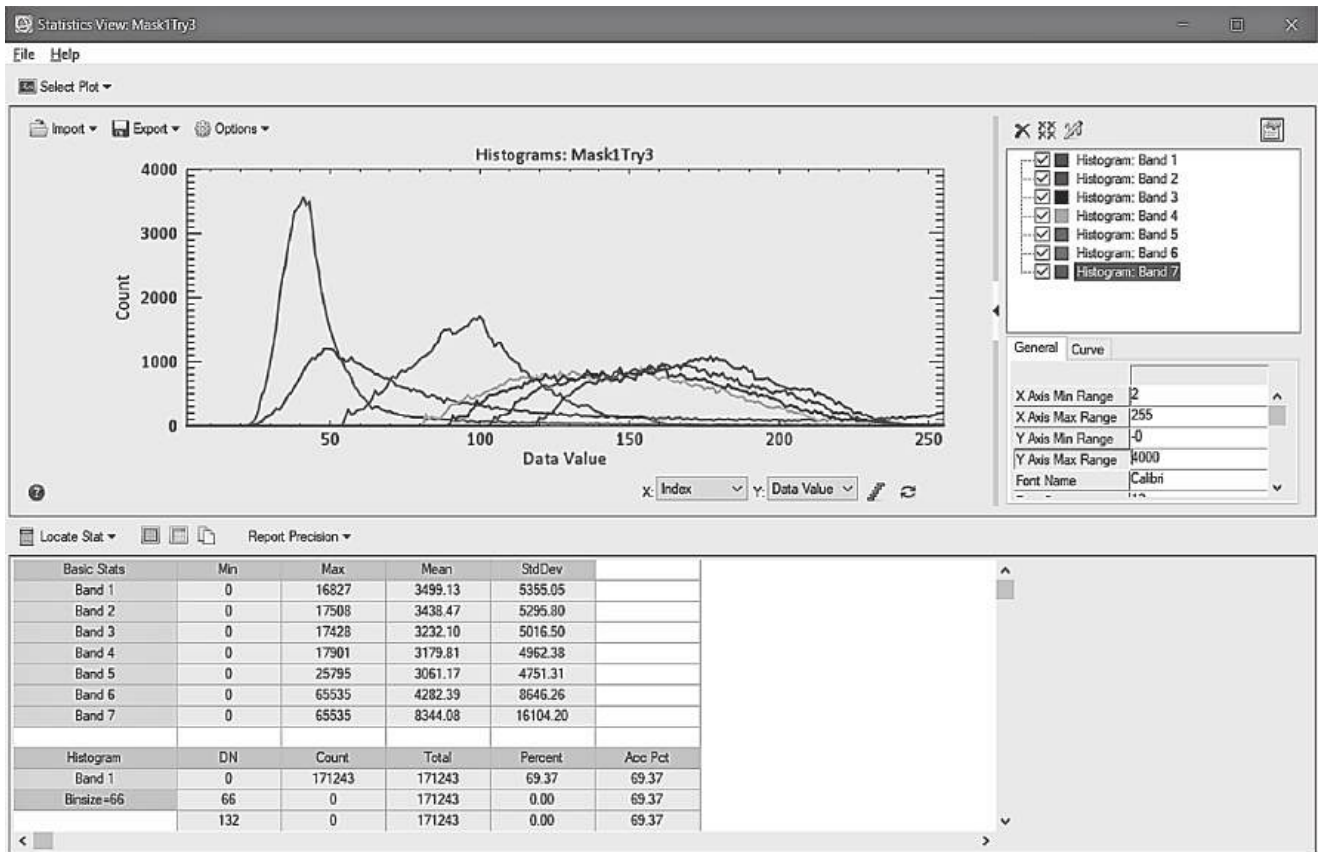 Statistics View: Mask1Try3
File Help
Select Plot
Import Export Options
Histograms: Mask1Try3
4000
3000
2000
1000
0
Count
50 100 150 200 250
Data Value
X: Index Y: Data Value
Histogram: Band 1
Histogram: Band 2
Histogram: Band 3
Histogram: Band 4
Histogram: Band 5
Histogram: Band 6
Histogram: Band 7
General Curve
X Axis Min Range 2
X Axis Max Range 255
Y Axis Min Range -0
Y Axis Max Range 4000
Font Name Calibri
Locate Stat Report Precision
Basic Stats Min Max Mean StdDev
Band 1 0 16827 3499.13 5355.05
Band 2 0 17508 3438.47 5295.80
Band 3 0 17428 3232.10 5016.50
Band 4 0 17901 3179.81 4962.38
Band 5 0 25795 3061.17 4751.31
Band 6 0 65535 4282.39 8646.26
Band 7 0 65535 8344.08 16104.20
Histogram DN Count Total Percent Acc Pct
Band 1 0 171243 171243 69.37 69.37
Binsize=66 66 0 171243 0.00 69.37
132 0 171243 0.00 69.37